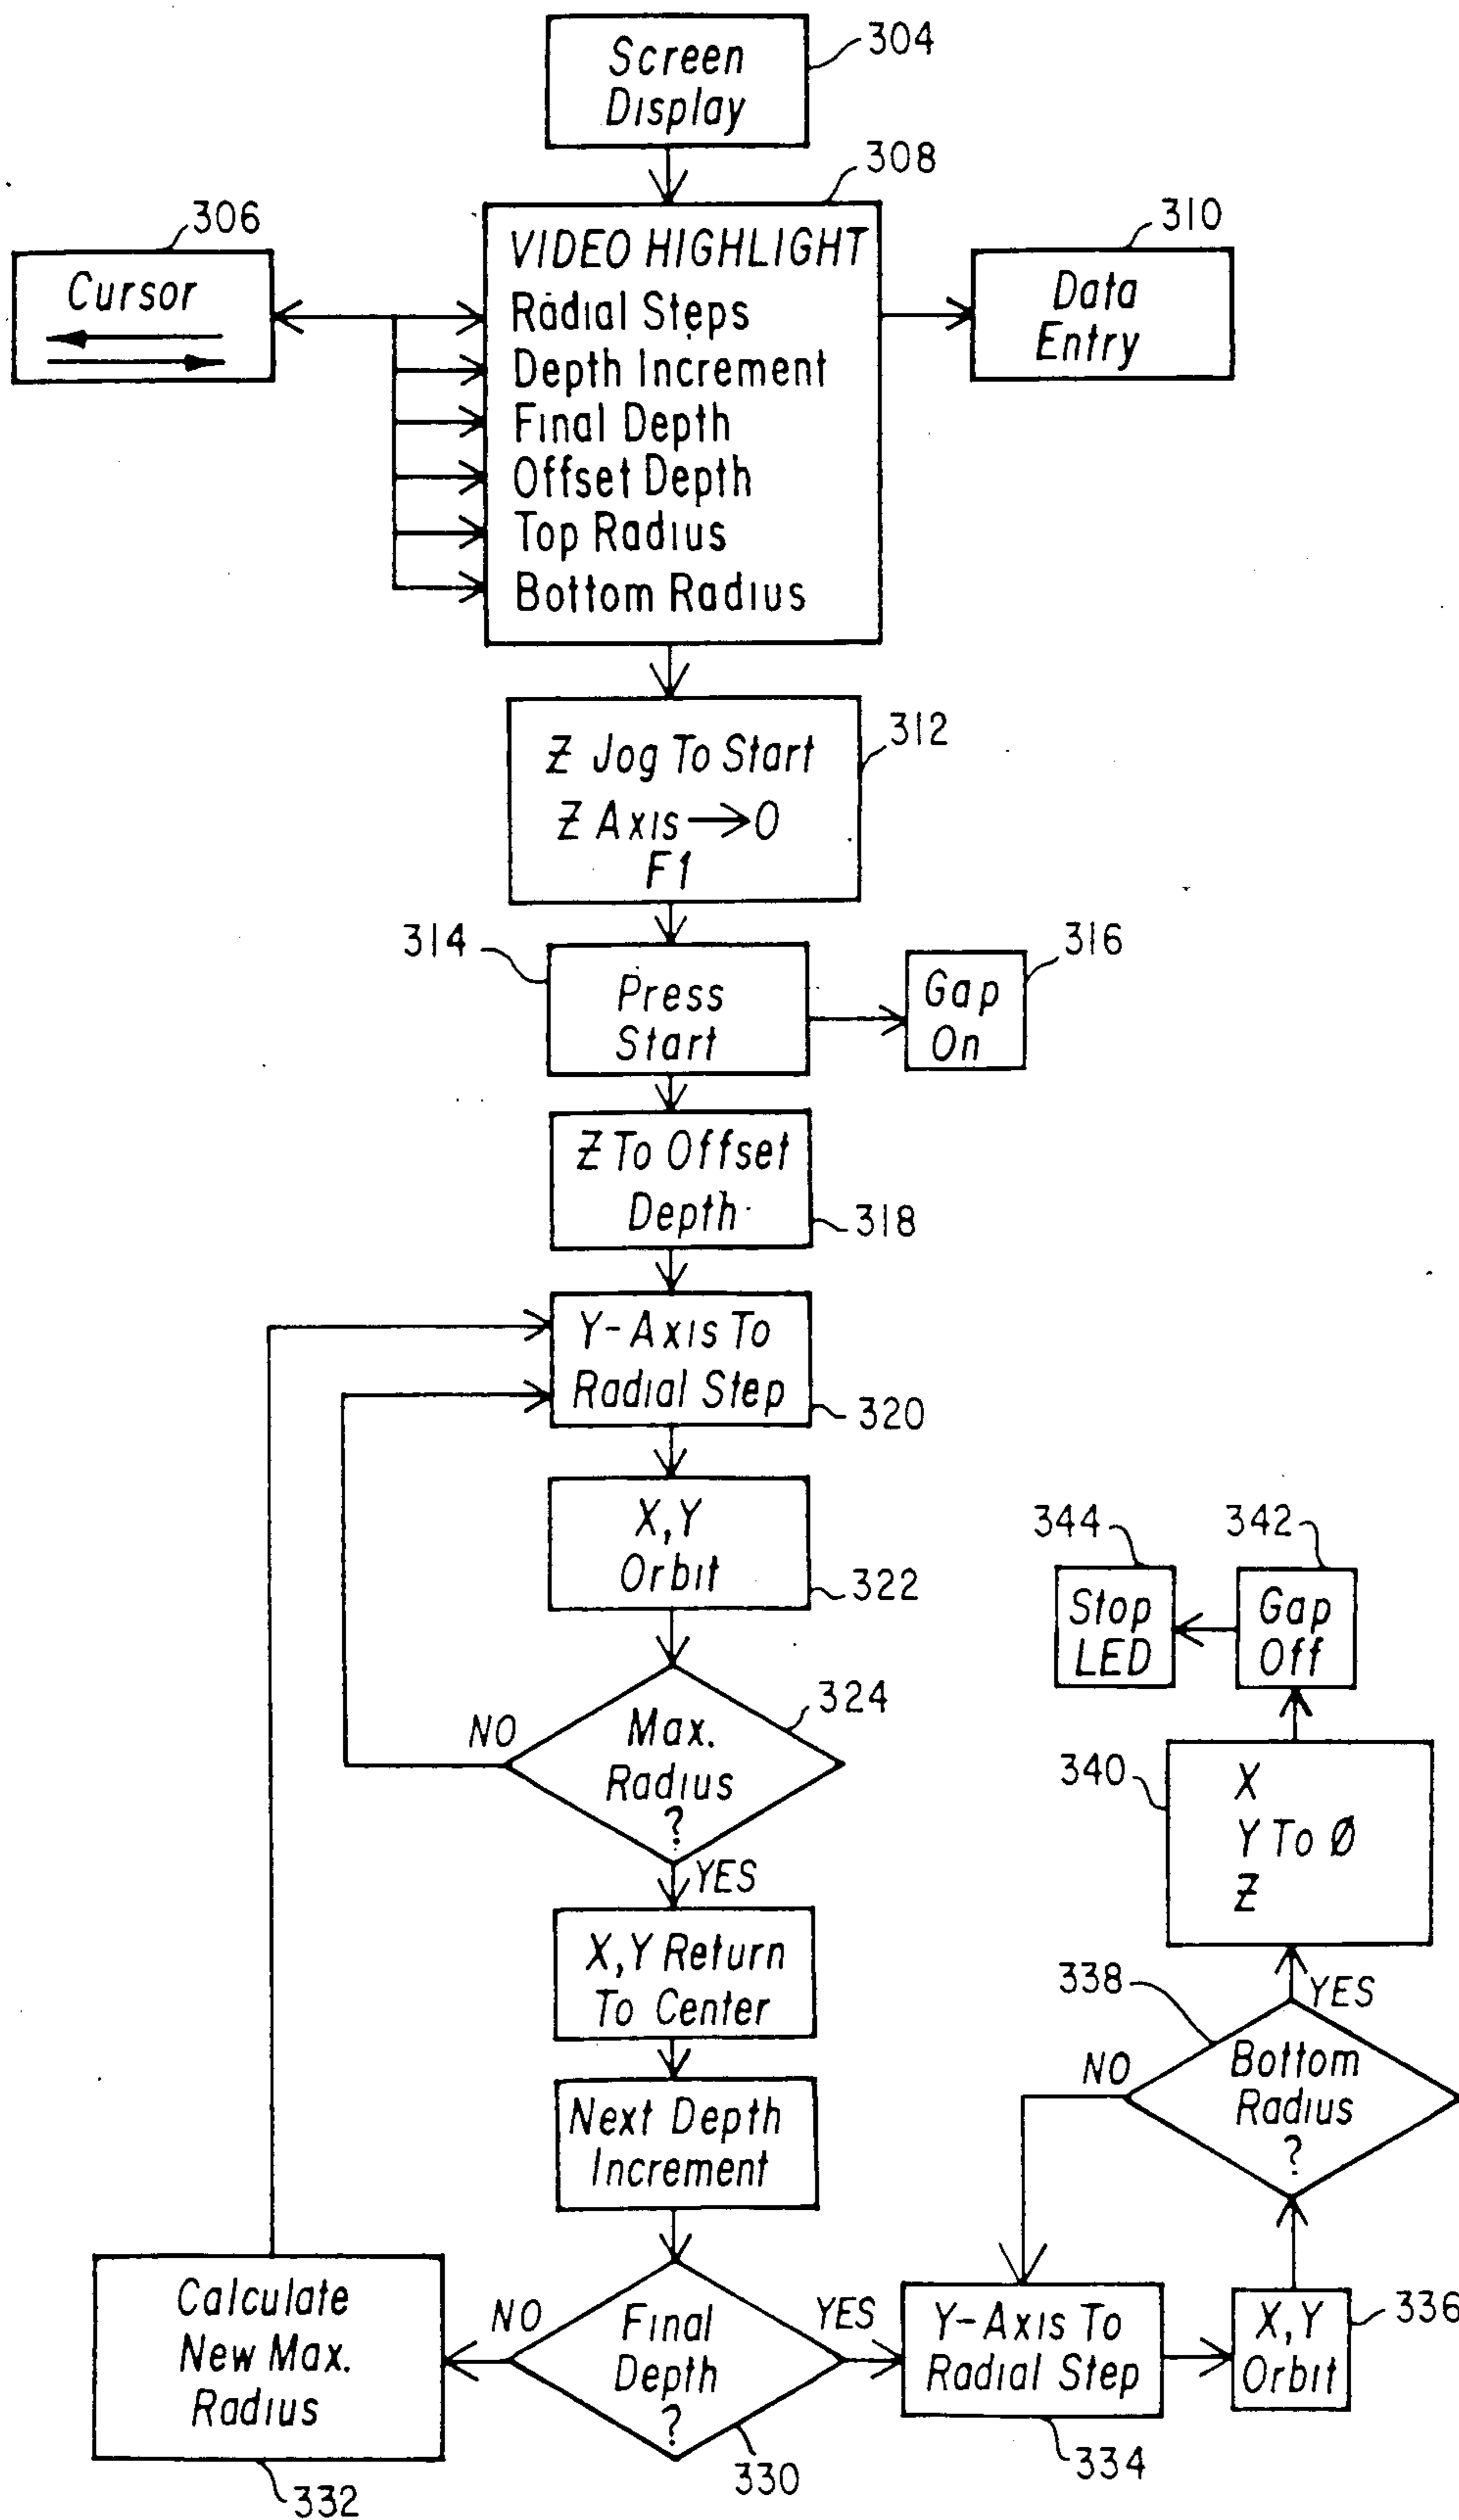 Screen
Display
304
308
306
Cursor
VIDEO HIGHLIGHT
Radial Steps
Depth Increment
Final Depth
Offset Depth
Top Radius
Bottom Radius
310
Data
Entry
Z Jog To Start
Z Axis → 0
F1
312
314
Press
Start
316
Gap
On
Z To Offset
Depth
318
Y-Axis To
Radial Step
320
X, Y
Orbit
322
324
NO
Max.
Radius
?
YES
X, Y Return
To Center
Next Depth
Increment
NO
Final
Depth
?
YES
330
Calculate
New Max.
Radius
332
Y-Axis To
Radial Step
334
X, Y
Orbit
336
338
NO
Bottom
Radius
?
YES
340
X
Y To Ø
Z
342
Gap
Off
344
Stop
LED